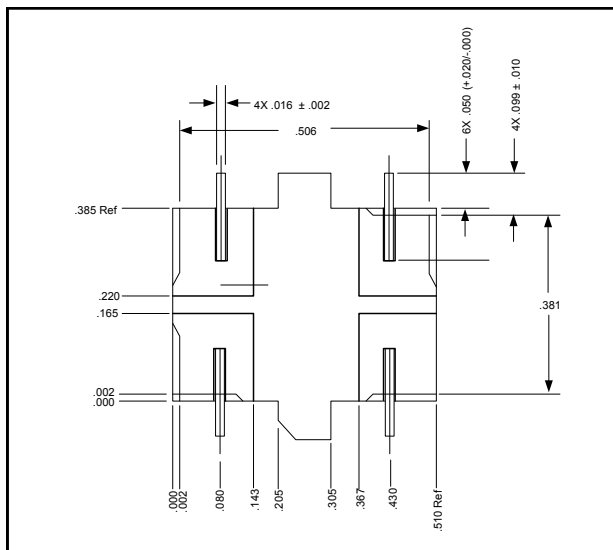 4X .016 ± .002
.506
6X .050 (+.020/-.000)
4X .099 ± .010
.385 Ref
.220
.165
.381
.002
.000
.000
.002
.080
.143
.205
.305
.367
.430
.510 Ref